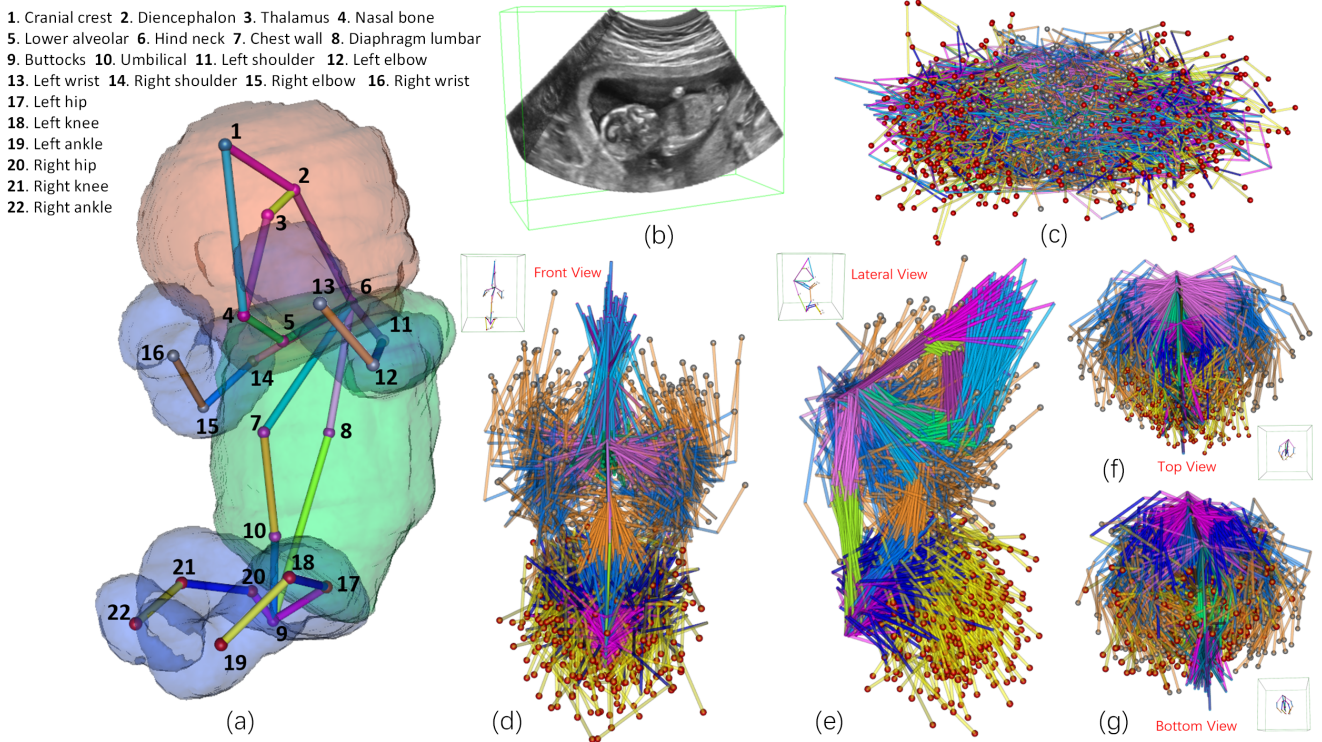 1. Cranial crest 2. Diencephalon 3. Thalamus 4. Nasal bone
5. Lower alveolar 6. Hind neck 7. Chest wall 8. Diaphragm lumbar
9. Buttocks 10. Umbilical 11. Left shoulder 12. Left elbow
13. Left wrist 14. Right shoulder 15. Right elbow 16. Right wrist
17. Left hip
18. Left knee
19. Left ankle
20. Right hip
21. Right knee
22. Right ankle
1
2
3
13
6
4
5
11
16
14
12
15
7
8
10
21
20
18
17
22
9
19
(a)
(b)
(c)
Front View
(d)
Lateral View
(e)
(f)
Top View
(g)
Bottom View